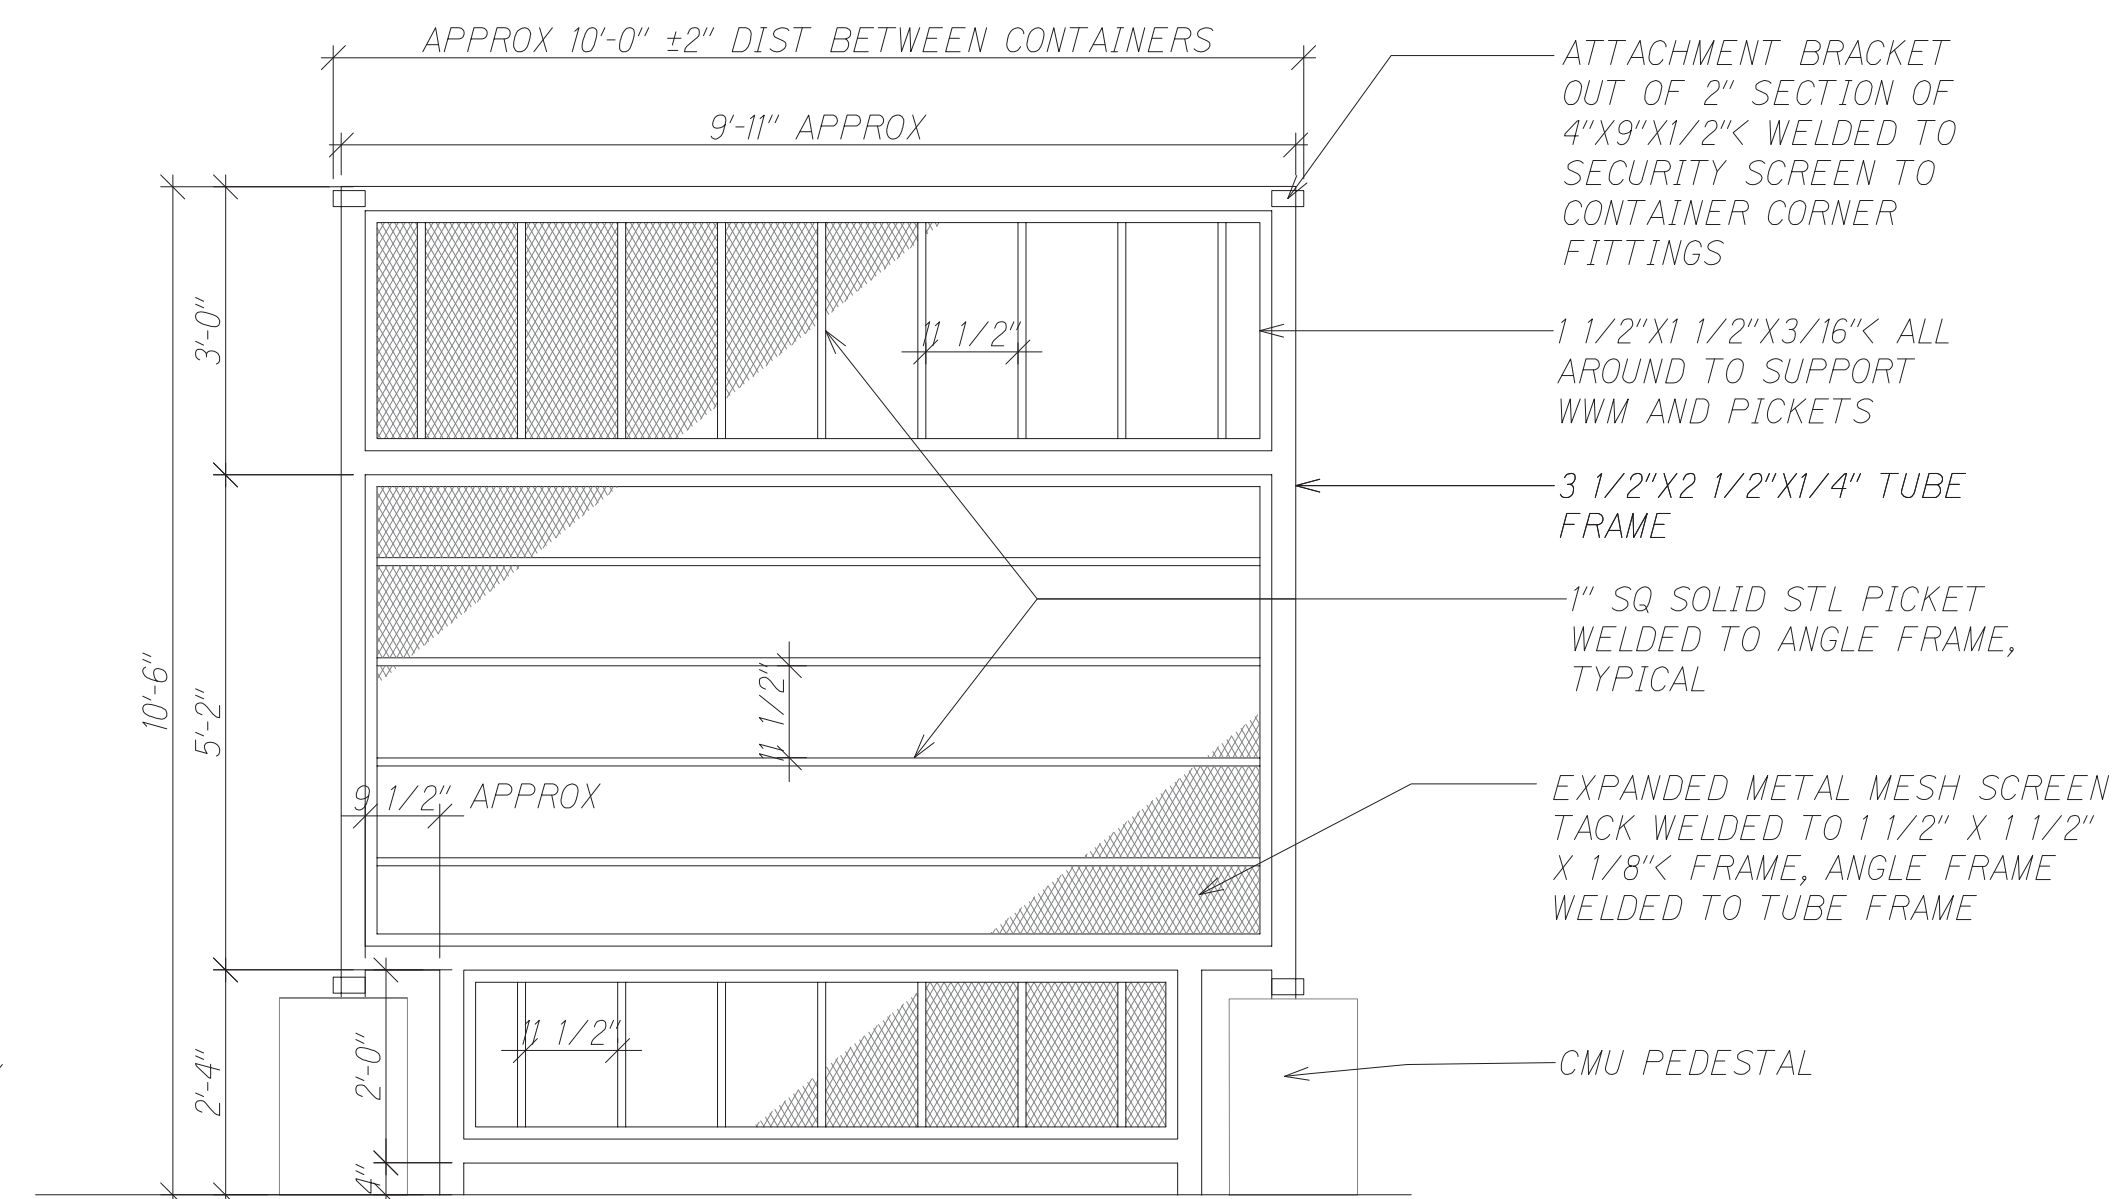 APPROX 10'-0" ±2" DIST BETWEEN CONTAINERS
9'-11" APPROX
ATTACHMENT BRACKET
OUT OF 2" SECTION OF
4"X9"X1/2"< WELDED TO
SECURITY SCREEN TO
CONTAINER CORNER
FITTINGS
3'-0"
11 1/2"
1 1/2"X1 1/2"X3/16"< ALL
AROUND TO SUPPORT
WWM AND PICKETS
3 1/2"X2 1/2"X1/4" TUBE
FRAME
1" SQ SOLID STL PICKET
WELDED TO ANGLE FRAME,
TYPICAL
10'-6"
5'-2"
11 1/2"
9 1/2" APPROX
EXPANDED METAL MESH SCREEN
TACK WELDED TO 1 1/2" X 1 1/2"
X 1/8"< FRAME, ANGLE FRAME
WELDED TO TUBE FRAME
11 1/2"
2'-4"
2'-0"
CMU PEDESTAL
4"